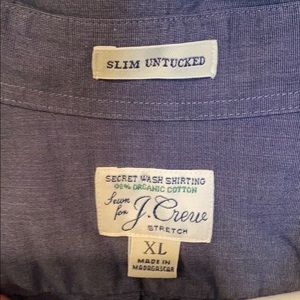 SLIM UNTUCKED
SECRET WASH SHIRTING
98% ORGANIC COTTON
Sewn for J.Crew
STRETCH
XL
MADE IN
MADAGASCAR